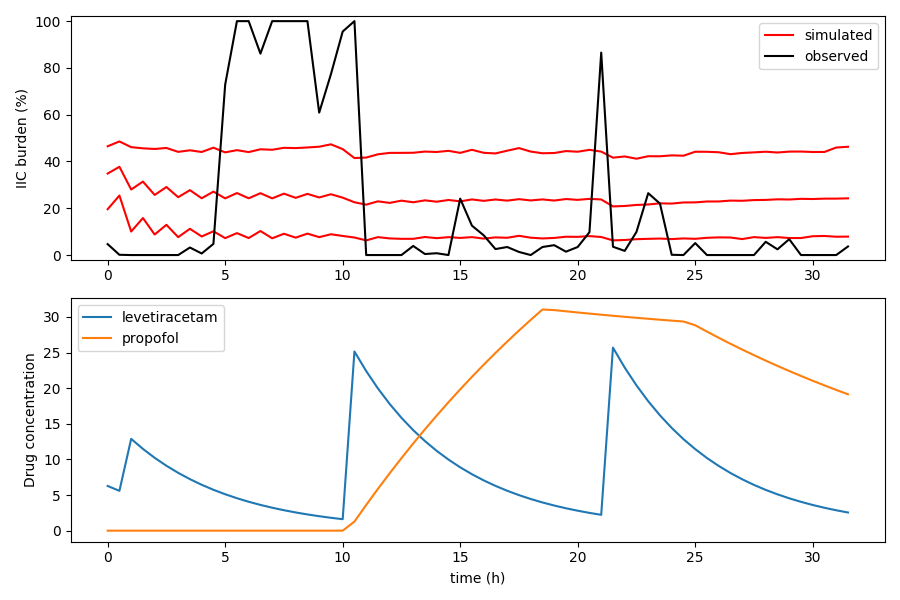 100
80
60
40
20
0
IIC burden (%)
simulated
observed
0 5 10 15 20 25 30
30
25
20
15
10
5
0
Drug concentration
levetiracetam
propofol
0 5 10 15 20 25 30
time (h)